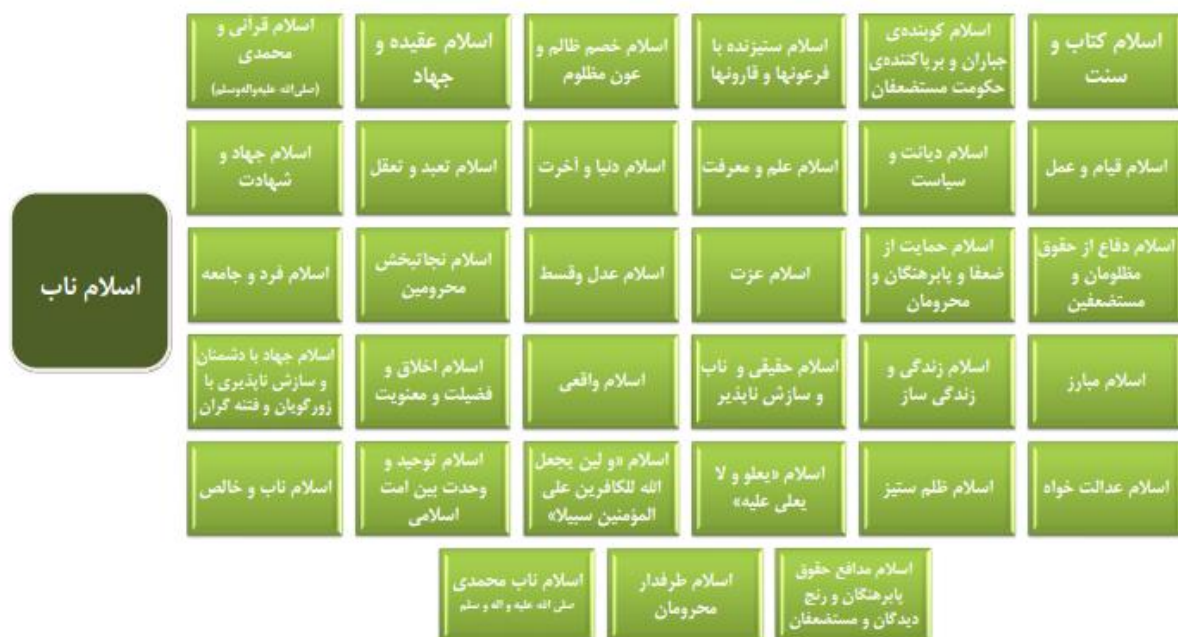 اسلام ناب
اسلام کتاب و
سنت
اسلام کوبنده‌ی
جباران و برپاکننده‌ی
حکومت مستضعفان
اسلام ستیزنده با
فرعونها و قارونها
اسلام خصم ظالم و
عون مظلوم
اسلام عقیده و
جهاد
اسلام قرآنی و
محمدی
(صلی‌الله علیه‌واله‌وسلم)
اسلام قیام و عمل
اسلام دیانت و
سیاست
اسلام علم و معرفت
اسلام دنیا و آخرت
اسلام تعبد و تعقل
اسلام جهاد و
شهادت
اسلام دفاع از حقوق
مظلومان و
مستضعفین
اسلام حمایت از
ضعفا و پابرهنگان و
محرومان
اسلام عزت
اسلام عدل وقسط
اسلام نجاتبخش
محرومین
اسلام فرد و جامعه
اسلام مبارز
اسلام زندگی و
زندگی ساز
اسلام حقیقی و ناب
و سازش ناپذیر
اسلام واقعی
اسلام اخلاق و
فضیلت و معنویت
اسلام جهاد با دشمنان
و سازش ناپذیری با
زورگویان و فتنه گران
اسلام عدالت خواه
اسلام ظلم ستیز
اسلام «یعلو و لا
یعلی علیه»
اسلام «و لین یجعل
الله للکافرین علی
المؤمنین سبیلا»
اسلام توحید و
وحدت بین امت
اسلامی
اسلام ناب و خالص
اسلام مدافع حقوق
پابرهنگان و رنج
دیدگان و مستضعفان
اسلام طرفدار
محرومان
اسلام ناب محمدی
صلی الله علیه و اله و سلم